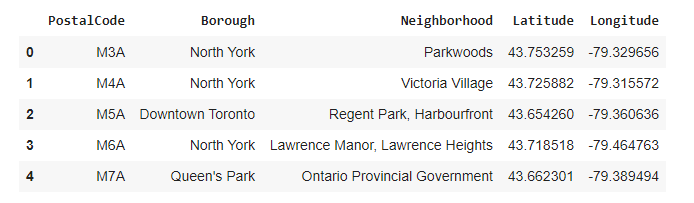 PostalCode Borough Neighborhood Latitude Longitude
0 M3A North York Parkwoods 43.753259 -79.329656
1 M4A North York Victoria Village 43.725882 -79.315572
2 M5A Downtown Toronto Regent Park, Harbourfront 43.654260 -79.360636
3 M6A North York Lawrence Manor, Lawrence Heights 43.718518 -79.464763
4 M7A Queen's Park Ontario Provincial Government 43.662301 -79.389494